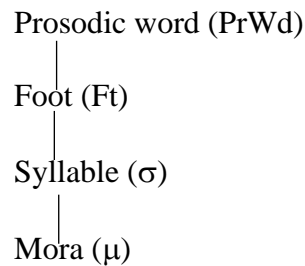 Prosodic word (PrWd)
Foot (Ft)
Syllable (σ)
Mora (μ)